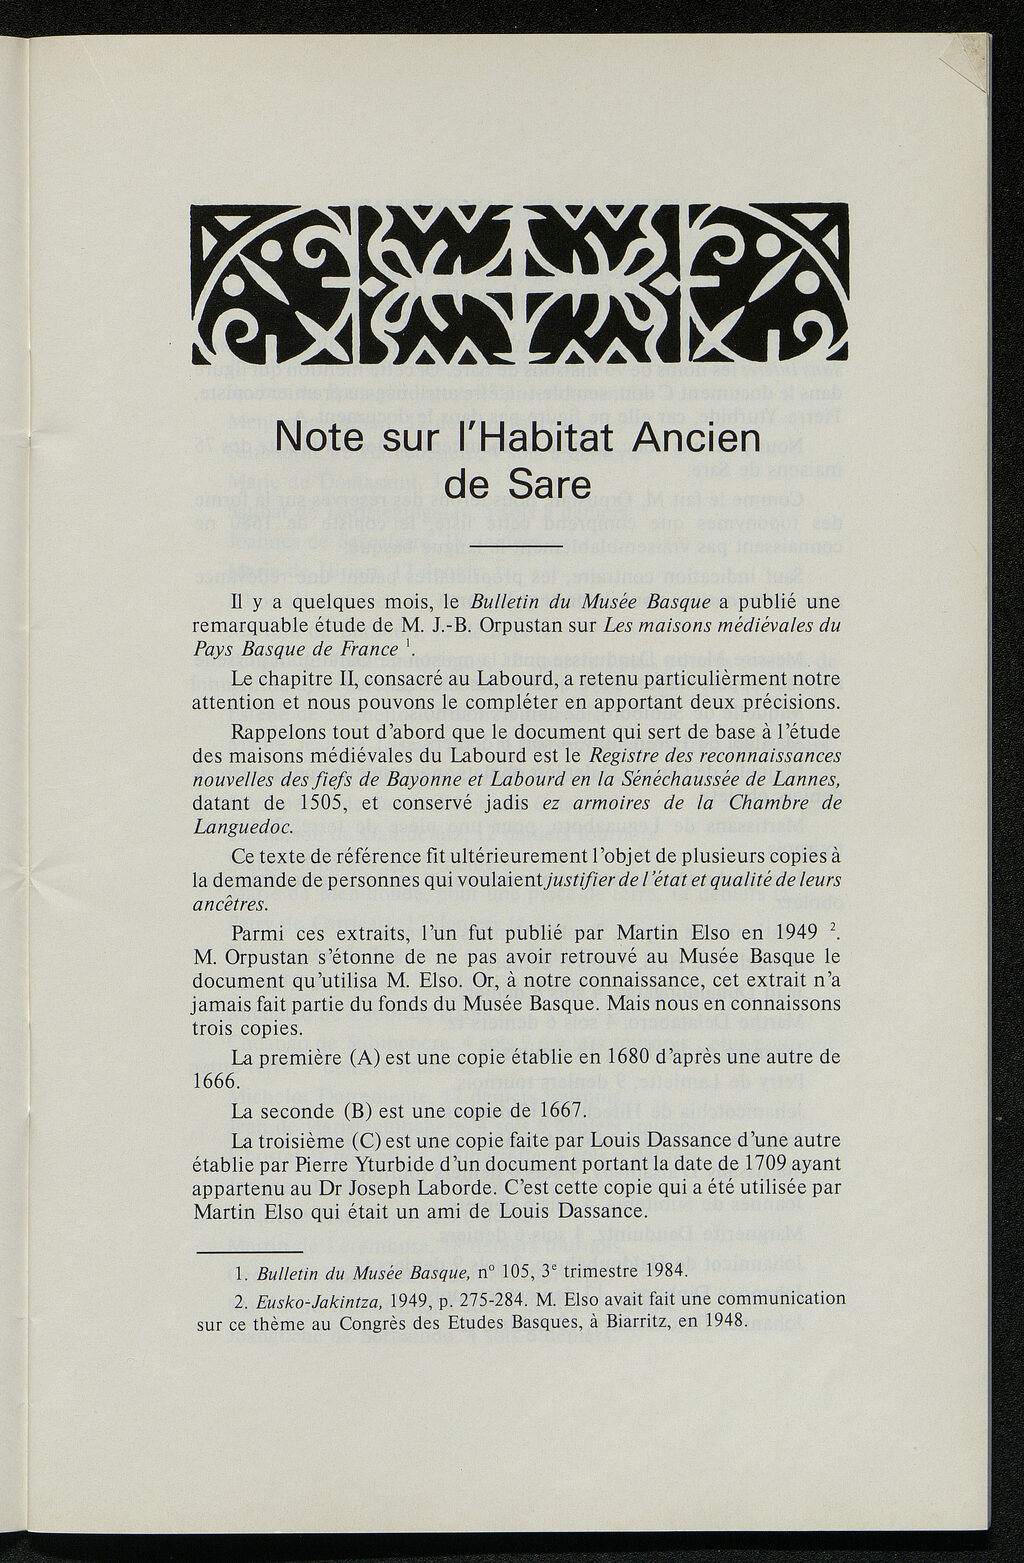 Note sur l'Habitat Ancien
de Sare
Il y a quelques mois, le Bulletin du Musée Basque a publié une
remarquable étude de M. J.-B. Orpustan sur Les maisons médiévales du
Pays Basque de France ¹.
Le chapitre II, consacré au Labourd, a retenu particulièrment notre
attention et nous pouvons le compléter en apportant deux précisions.
Rappelons tout d'abord que le document qui sert de base à l'étude
des maisons médiévales du Labourd est le Registre des reconnaissances
nouvelles des fiefs de Bayonne et Labourd en la Sénéchaussée de Lannes,
datant de 1505, et conservé jadis ez armoires de la Chambre de
Languedoc.
Ce texte de référence fit ultérieurement l'objet de plusieurs copies à
la demande de personnes qui voulaient justifier de l'état et qualité de leurs
ancêtres.
Parmi ces extraits, l'un fut publié par Martin Elso en 1949 ².
M. Orpustan s'étonne de ne pas avoir retrouvé au Musée Basque le
document qu'utilisa M. Elso. Or, à notre connaissance, cet extrait n'a
jamais fait partie du fonds du Musée Basque. Mais nous en connaissons
trois copies.
La première (A) est une copie établie en 1680 d'après une autre de
1666.
La seconde (B) est une copie de 1667.
La troisième (C) est une copie faite par Louis Dassance d'une autre
établie par Pierre Yturbide d'un document portant la date de 1709 ayant
appartenu au Dr Joseph Laborde. C'est cette copie qui a été utilisée par
Martin Elso qui était un ami de Louis Dassance.
1. Bulletin du Musée Basque, n° 105, 3e trimestre 1984.
2. Eusko-Jakintza, 1949, p. 275-284. M. Elso avait fait une communication
sur ce thème au Congrès des Etudes Basques, à Biarritz, en 1948.